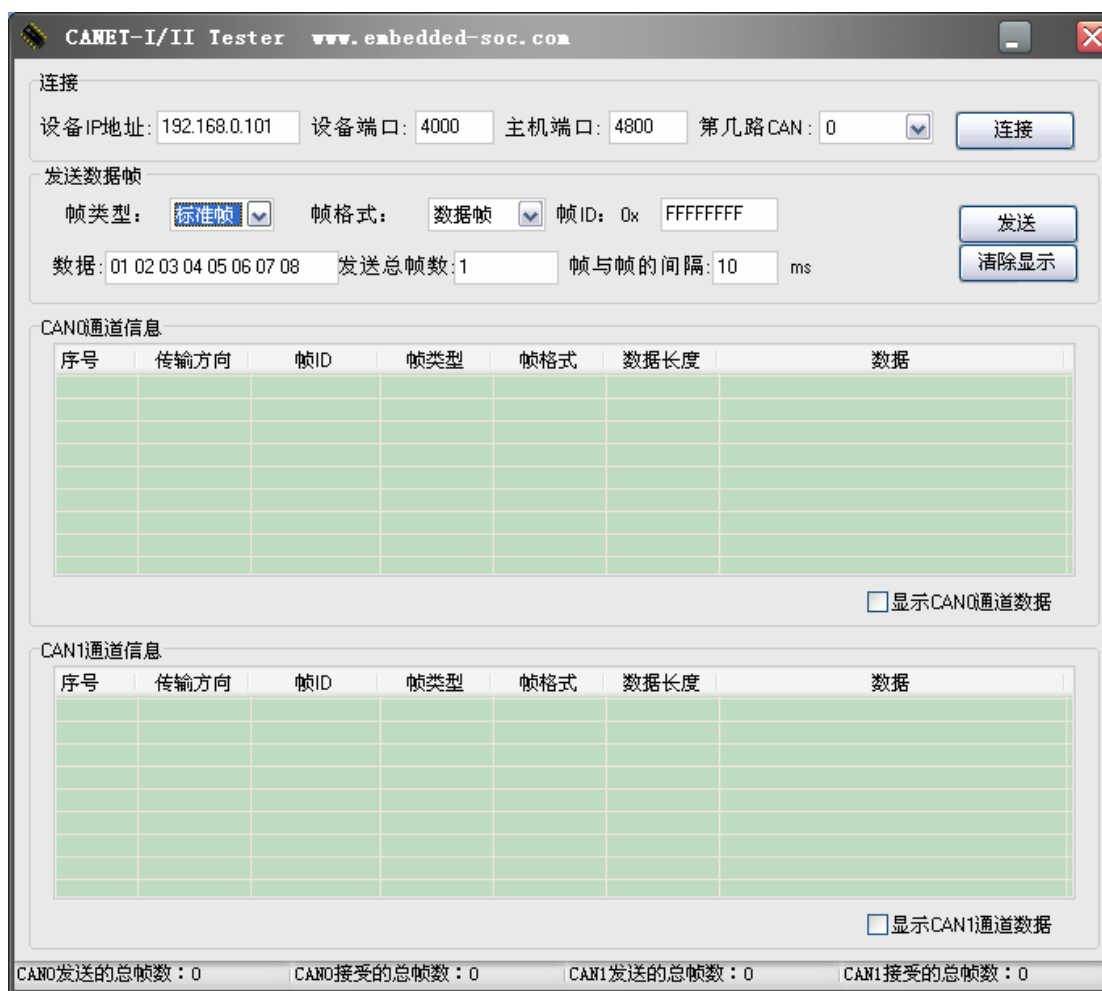 CANET-I/II Tester www.embedded-soc.com
连接
设备IP地址: 192.168.0.101 设备端口: 4000 主机端口: 4800 第几路CAN: 0 连接
发送数据帧
帧类型: 标准帧 帧格式: 数据帧 帧ID: 0x FFFFFFFF 发送
数据: 01 02 03 04 05 06 07 08 发送总帧数:1 帧与帧的间隔: 10 ms 清除显示
CAN0通道信息
序号 传输方向 帧ID 帧类型 帧格式 数据长度 数据
显示CAN0通道数据
CAN1通道信息
序号 传输方向 帧ID 帧类型 帧格式 数据长度 数据
显示CAN1通道数据
CAN0发送的总帧数:0 CAN0接受的总帧数:0 CAN1发送的总帧数:0 CAN1接受的总帧数:0